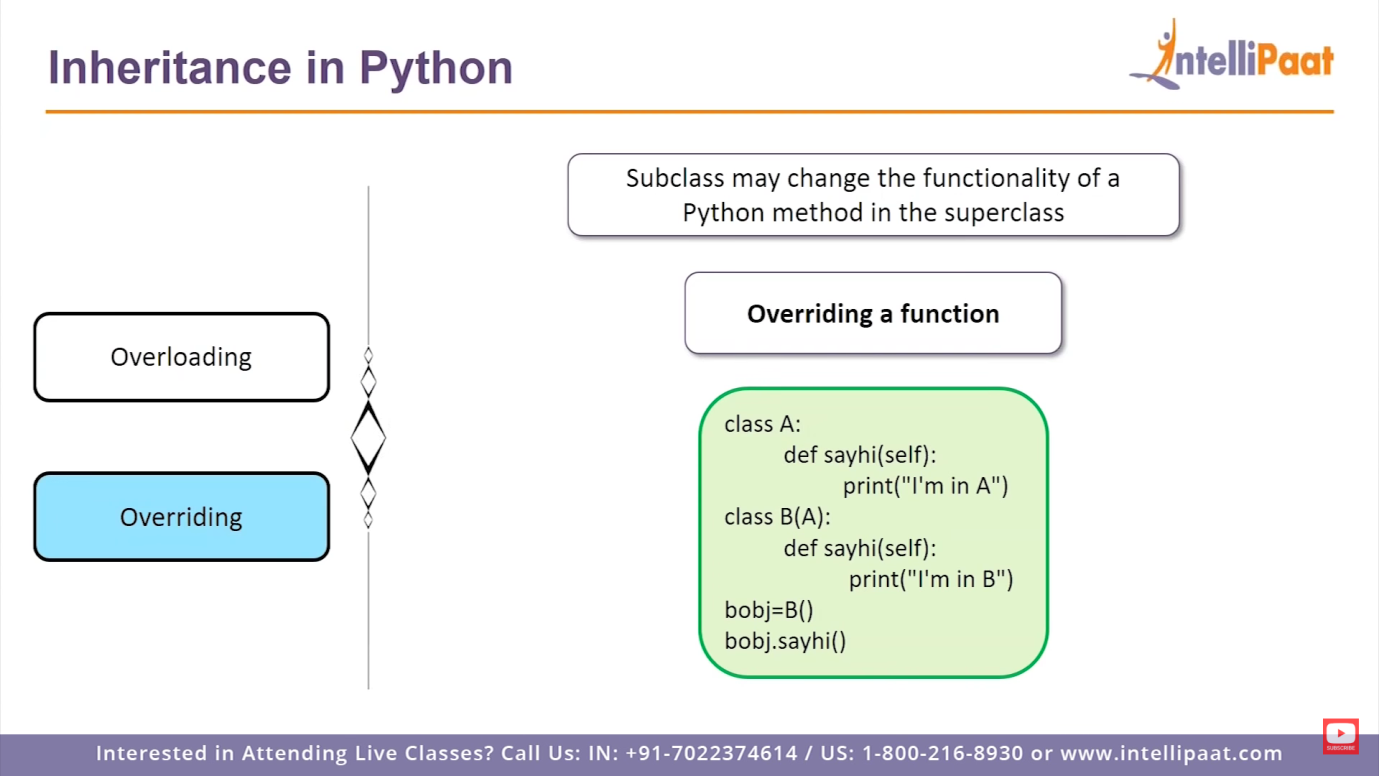 Inheritance in Python
IntelliPaat
Subclass may change the functionality of a
Python method in the superclass
Overriding a function
Overloading
Overriding
class A:
def sayhi(self):
print("I'm in A")
class B(A):
def sayhi(self):
print("I'm in B")
bobj=B()
bobj.sayhi()
SUBSCRIBE
Interested in Attending Live Classes? Call Us: IN: +91-7022374614 / US: 1-800-216-8930 or www.intellipaat.com